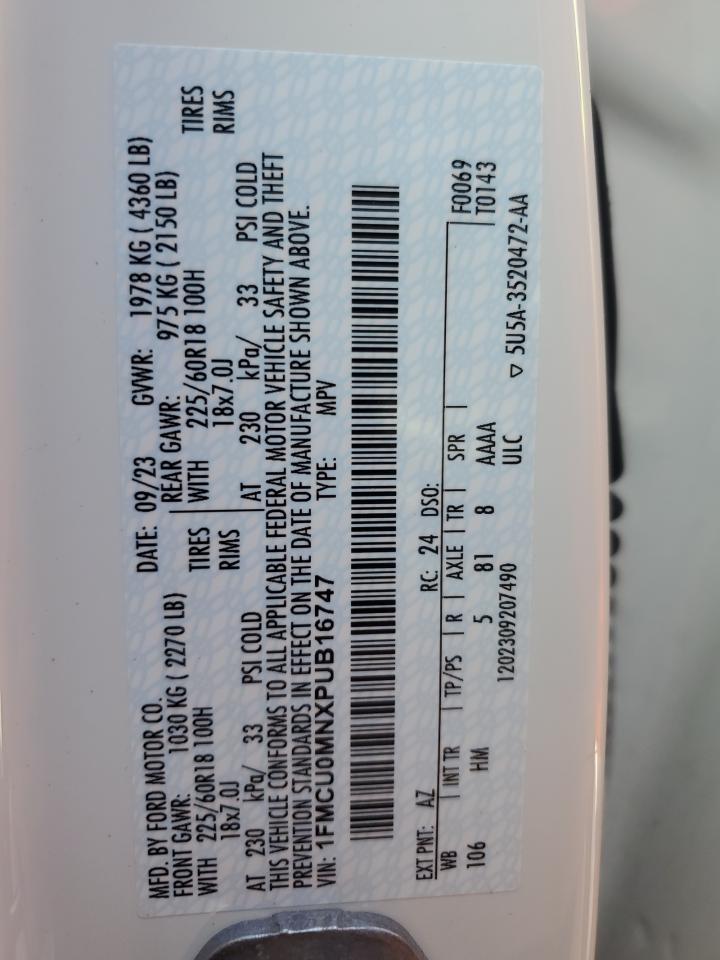 MFD. BY FORD MOTOR CO. DATE: 09/23 GVWR: 1978 KG ( 4360 LB)
FRONT GAWR: 1030 KG ( 2270 LB) REAR GAWR: 975 KG ( 2150 LB)
WITH 225/60R18 100H TIRES WITH 225/60R18 100H TIRES
18x7.0J RIMS 18x7.0J RIMS
AT 230 kPa/ 33 PSI COLD AT 230 kPa/ 33 PSI COLD
THIS VEHICLE CONFORMS TO ALL APPLICABLE FEDERAL MOTOR VEHICLE SAFETY AND THEFT
PREVENTION STANDARDS IN EFFECT ON THE DATE OF MANUFACTURE SHOWN ABOVE.
VIN: 1FMCU0MNXPUB16747 TYPE: MPV
EXT PNT: AZ RC: 24 DSO:
WB INT TR TP/PS R AXLE TR SPR F0069
106 HM 5 81 8 AAAA T0143
1202309207490 ULC ▽ 5U5A-3520472-AA